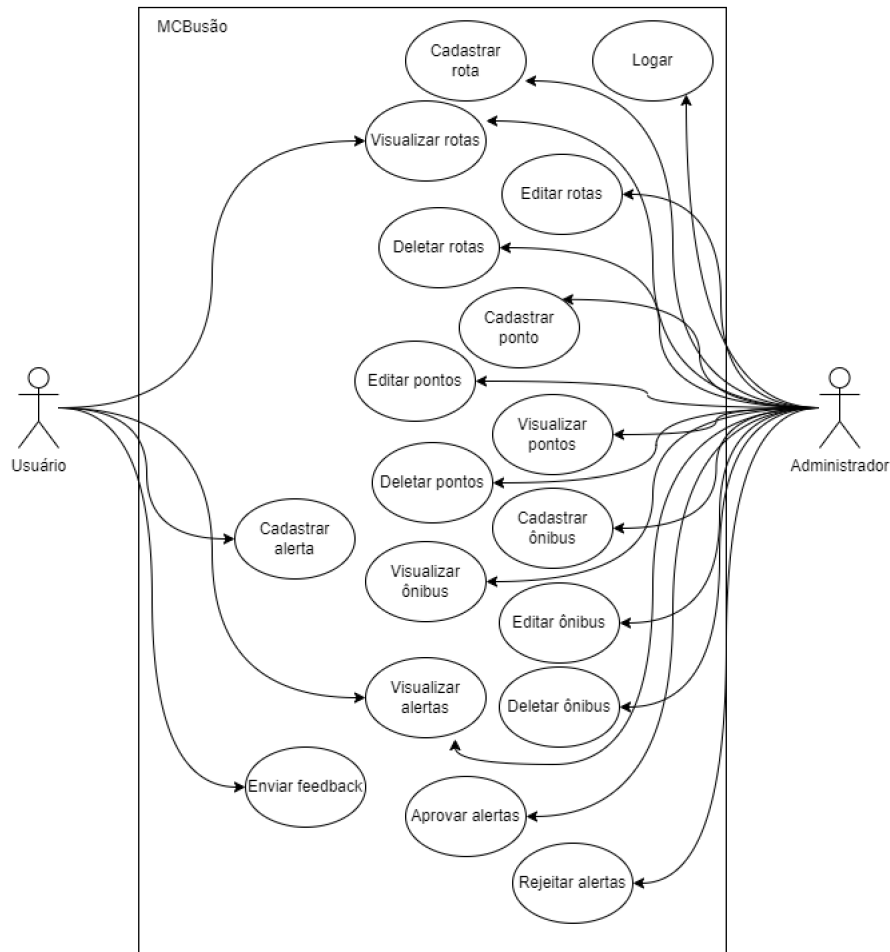 MCBusão
Cadastrar
rota
Logar
Visualizar rotas
Editar rotas
Deletar rotas
Cadastrar
ponto
Editar pontos
Visualizar
pontos
Usuário
Administrador
Deletar pontos
Cadastrar
ônibus
Cadastrar
alerta
Visualizar
ônibus
Editar ônibus
Visualizar
alertas
Deletar ônibus
Enviar feedback
Aprovar alertas
Rejeitar alertas